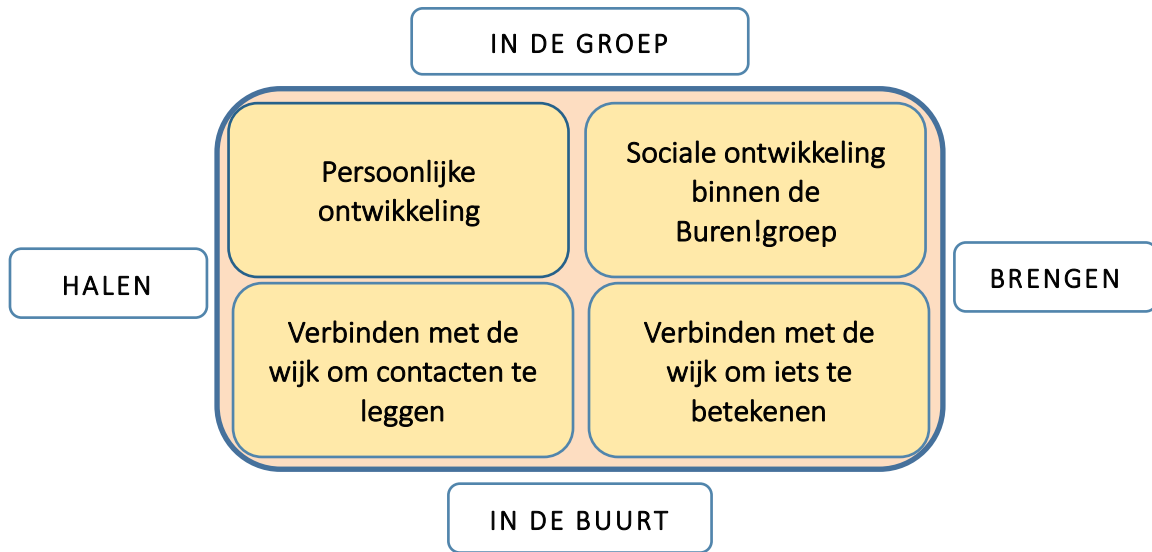 IN DE GROEP
Persoonlijke
ontwikkeling
Sociale ontwikkeling
binnen de
Buren!groep
HALEN
BRENGEN
Verbinden met de
wijk om contacten te
leggen
Verbinden met de
wijk om iets te
betekenen
IN DE BUURT